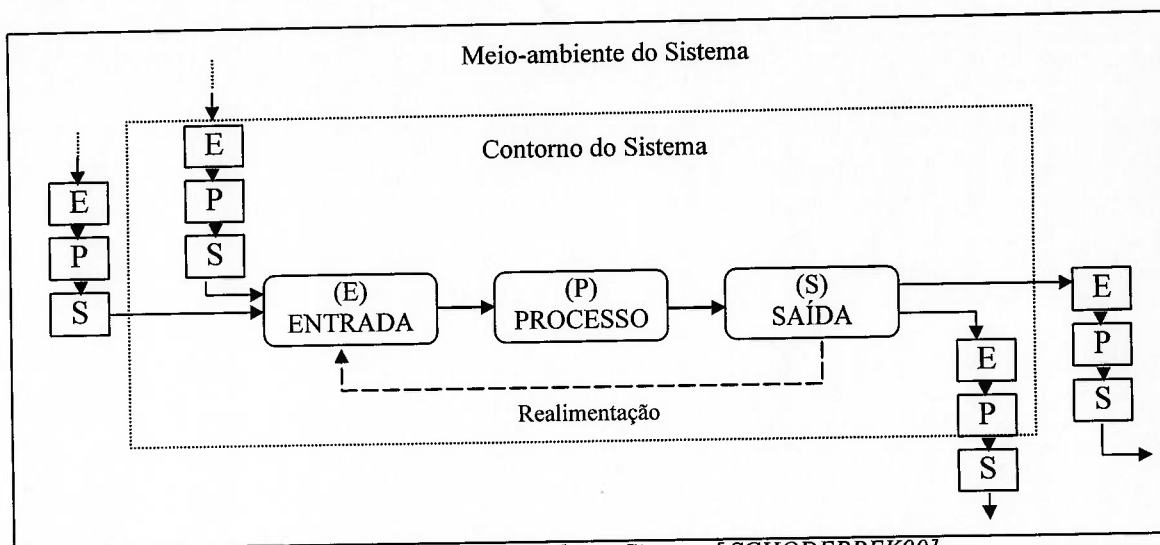 Meio-ambiente do Sistema
Contorno do Sistema
E
P
S
E
P
S
(E)
ENTRADA
(P)
PROCESSO
(S)
SAÍDA
Realimentação
E
P
S
E
P
S